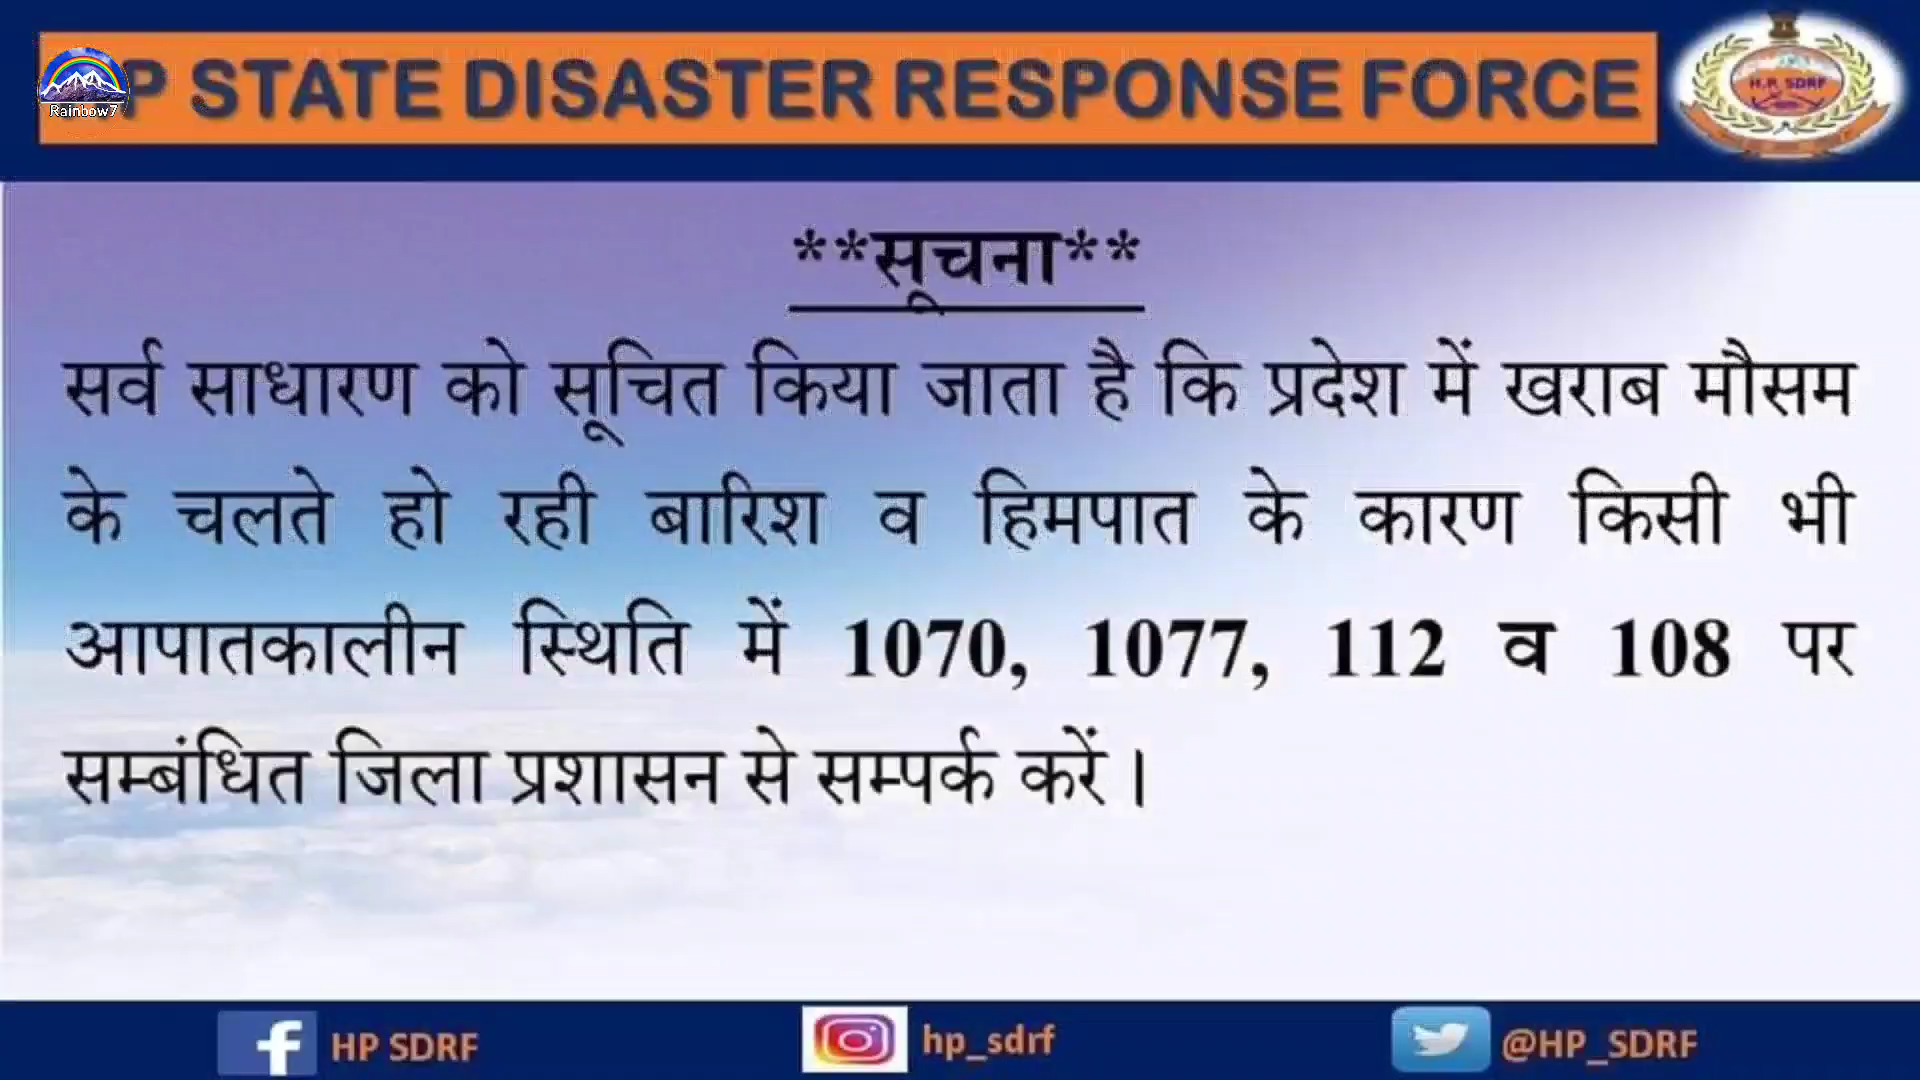 P STATE DISASTER RESPONSE FORCE
Rainbow7
H.P. SDRF
**सूचना**
सर्व साधारण को सूचित किया जाता है कि प्रदेश में खराब मौसम
के चलते हो रही बारिश व हिमपात के कारण किसी भी
आपातकालीन स्थिति में 1070, 1077, 112 व 108 पर
सम्बंधित जिला प्रशासन से सम्पर्क करें।
HP SDRF
hp_sdrf
@HP_SDRF